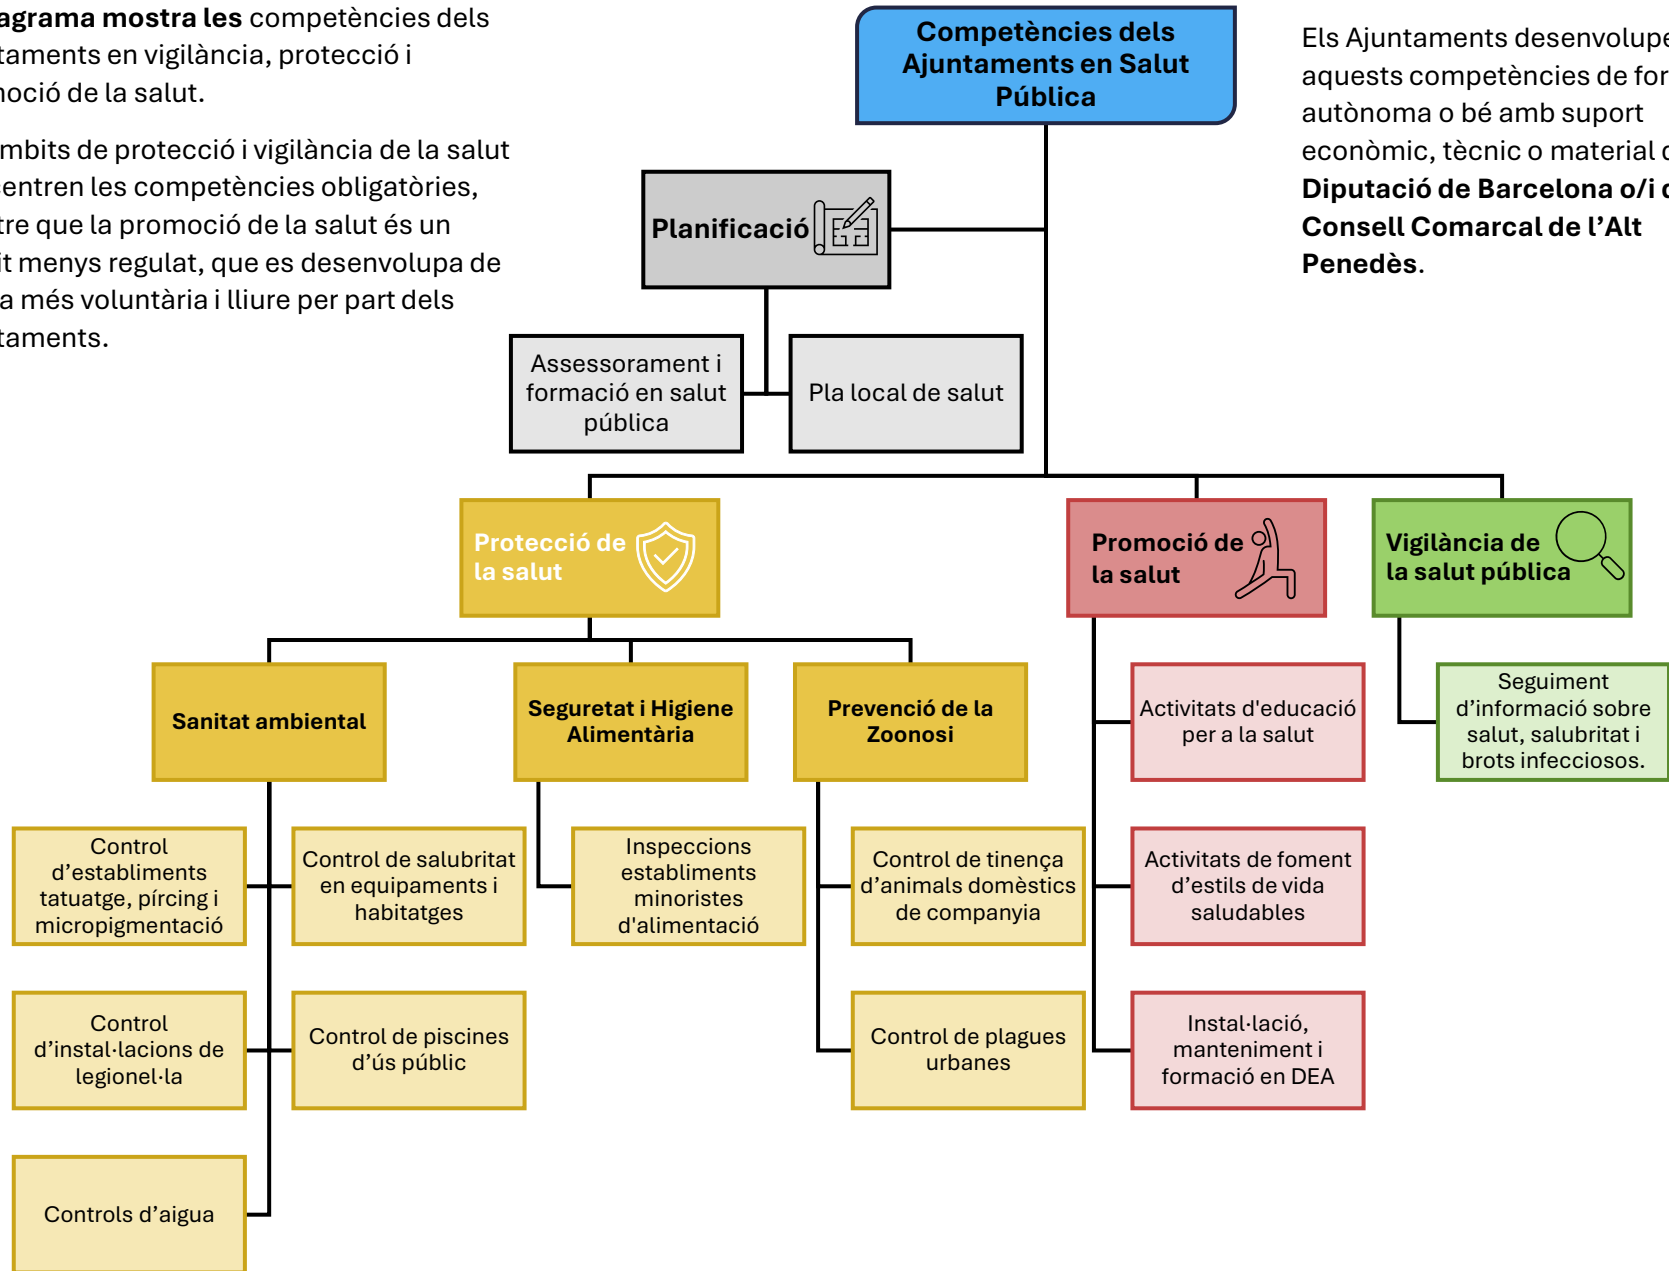 agrama mostra les competències dels
taments en vigilància, protecció i
noció de la salut.
mbits de protecció i vigilància de la salut
centren les competències obligatòries,
tre que la promoció de la salut és un
it menys regulat, que es desenvolupa de
a més voluntària i lliure per part dels
taments.
Competències dels
Ajuntaments en Salut
Pública
Els Ajuntaments desenvolupe
aquests competències de for
autònoma o bé amb suport
econòmic, tècnic o material d
Diputació de Barcelona o/i d
Consell Comarcal de l’Alt
Penedès.
Planificació
Assessorament i
formació en salut
pública
Pla local de salut
Protecció de
la salut
Promoció de
la salut
Vigilància de
la salut pública
Sanitat ambiental
Seguretat i Higiene
Alimentària
Prevenció de la
Zoonosi
Activitats d'educació
per a la salut
Seguiment
d’informació sobre
salut, salubritat i
brots infecciosos.
Control
d’establiments
tatuatge, pírcing i
micropigmentació
Control de salubritat
en equipaments i
habitatges
Inspeccions
establiments
minoristes
d'alimentació
Control de tinença
d’animals domèstics
de companyia
Activitats de foment
d’estils de vida
saludables
Control
d’instal·lacions de
legionel·la
Control de piscines
d’ús públic
Control de plagues
urbanes
Instal·lació,
manteniment i
formació en DEA
Controls d’aigua